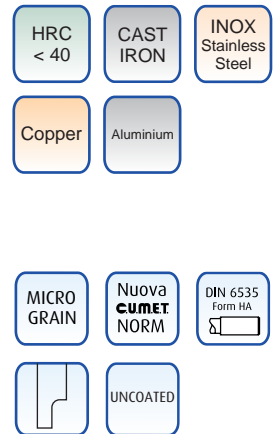 HRC
< 40
CAST
IRON
INOX
Stainless
Steel
Copper
Aluminium
MICRO
GRAIN
Nuova
C.U.M.E.T.
NORM
DIN 6535
Form HA
UNCOATED